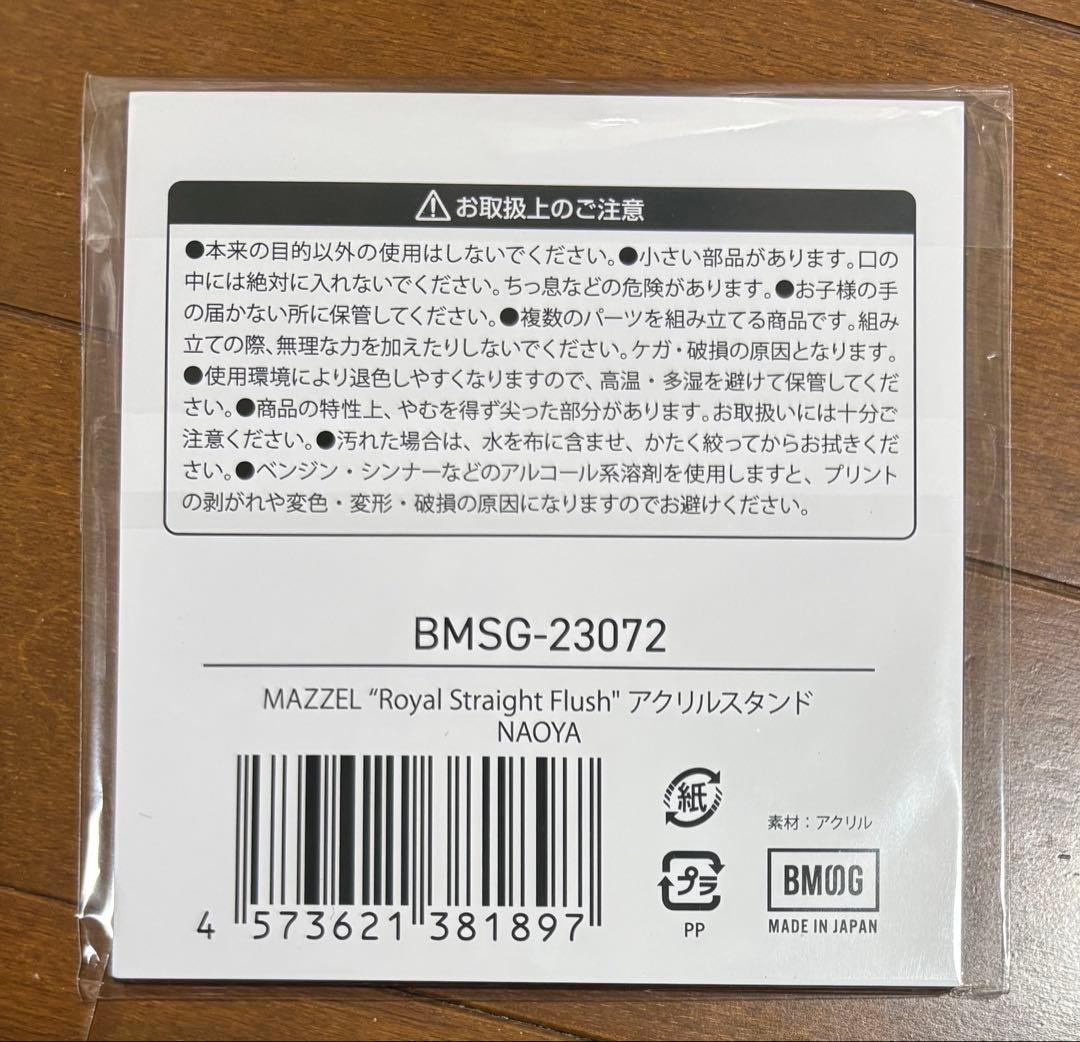 ⚠お取扱上のご注意
●本来の目的以外の使用はしないでください。●小さい部品があります。口の
中には絶対に入れないでください。ちっ息などの危険があります。●お子様の手
の届かない所に保管してください。●複数のパーツを組み立てる商品です。組み
立ての際、無理な力を加えたりしないでください。ケガ・破損の原因となります。
●使用環境により退色しやすくなりますので、高温・多湿を避けて保管してくだ
さい。●商品の特性上、やむを得ず尖った部分があります。お取扱いには十分ご
注意ください。●汚れた場合は、水を布に含ませ、かたく絞ってからお拭きくだ
さい。●ベンジン・シンナーなどのアルコール系溶剤を使用しますと、プリント
の剥がれや変色・変形・破損の原因になりますのでお避けください。
BMSG-23072
MAZZEL “Royal Straight Flush" アクリルスタンド
NAOYA
4 573621 381897
紙
プラ
PP
素材：アクリル
BMSG
MADE IN JAPAN